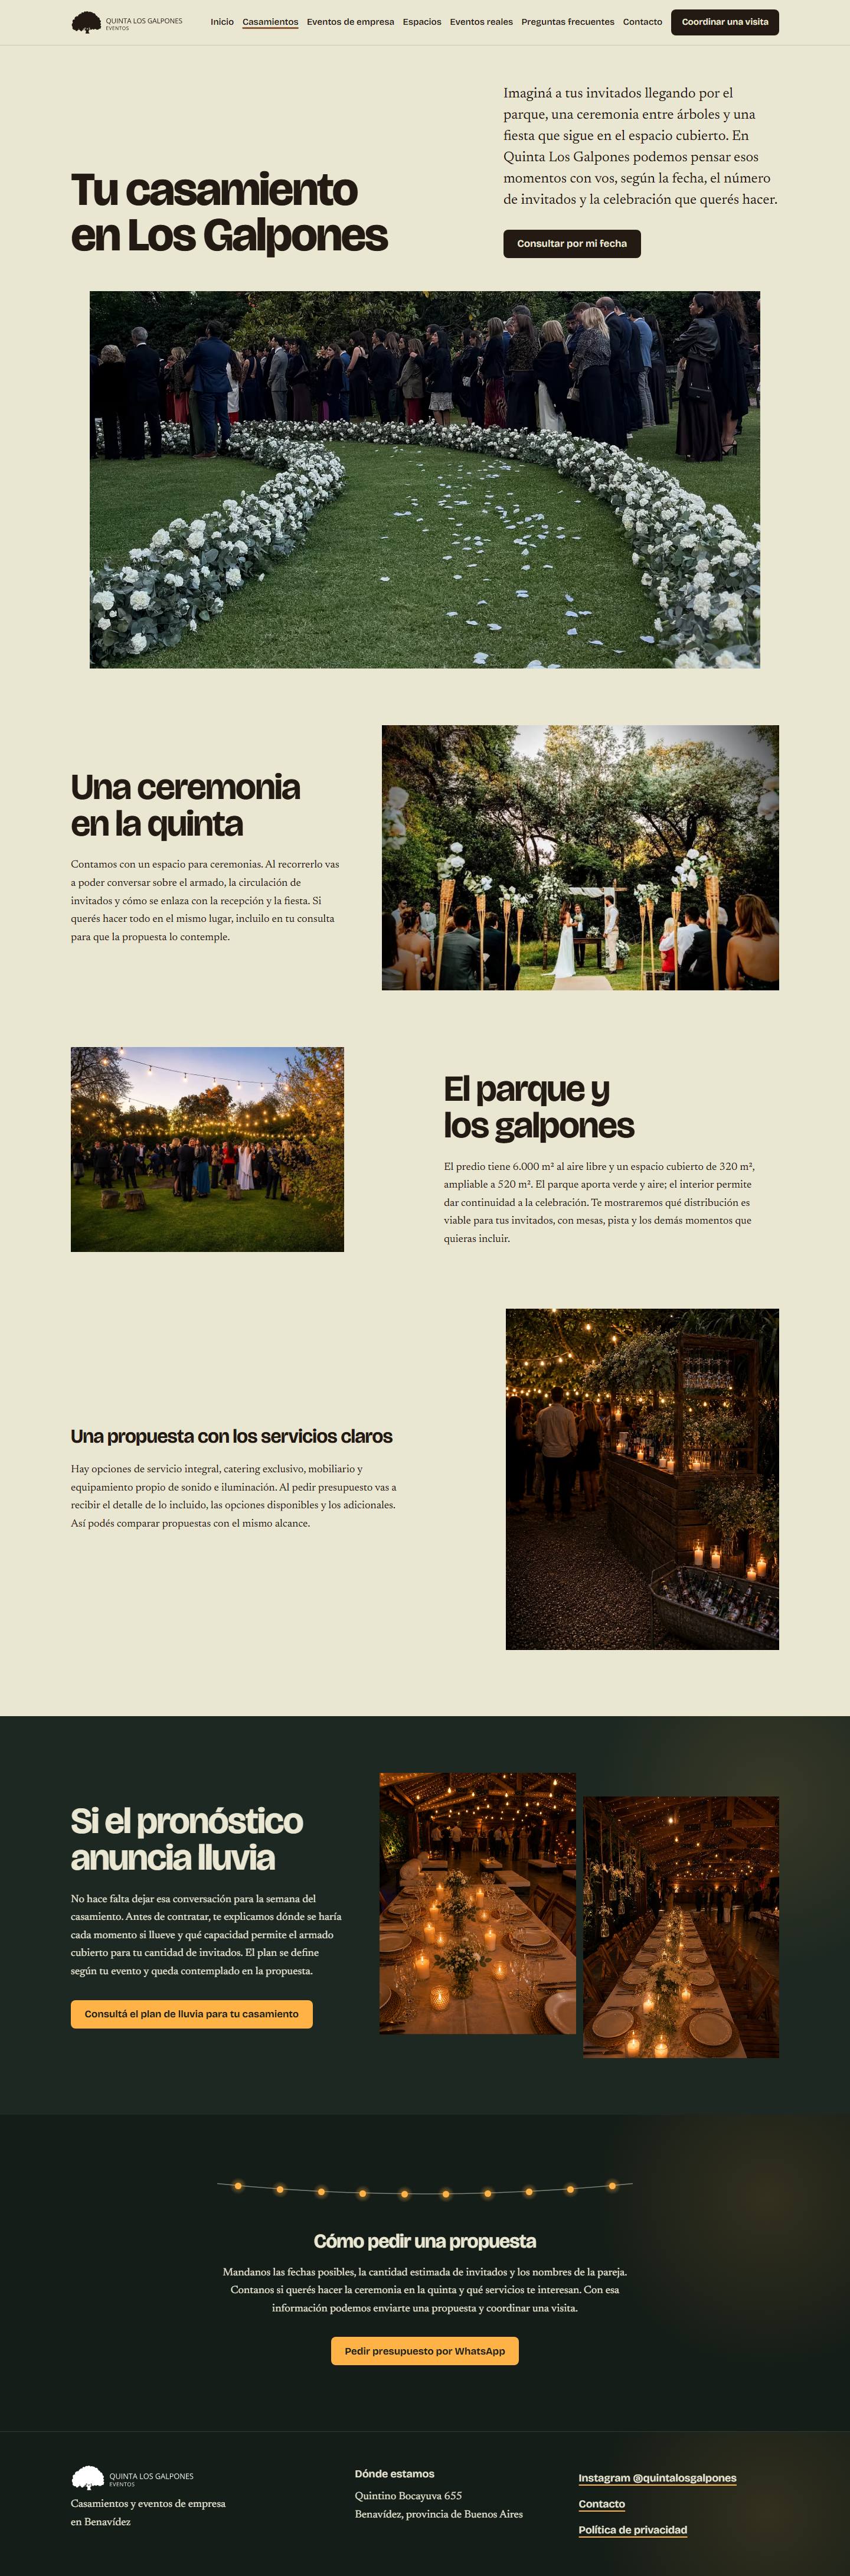 QUINTA LOS GALPONES
EVENTOS
Inicio Casamientos Eventos de empresa Espacios Eventos reales Preguntas frecuentes Contacto Coordinar una visita
Tu casamiento
en Los Galpones
Imaginá a tus invitados llegando por el
parque, una ceremonia entre árboles y una
fiesta que sigue en el espacio cubierto. En
Quinta Los Galpones podemos pensar esos
momentos con vos, según la fecha, el número
de invitados y la celebración que querés hacer.
Consultar por mi fecha
Una ceremonia
en la quinta
Contamos con un espacio para ceremonias. Al recorrerlo vas
a poder conversar sobre el armado, la circulación de
invitados y cómo se enlaza con la recepción y la fiesta. Si
querés hacer todo en el mismo lugar, incluilo en tu consulta
para que la propuesta lo contemple.
El parque y
los galpones
El predio tiene 6.000 m² al aire libre y un espacio cubierto de 320 m²,
ampliable a 520 m². El parque aporta verde y aire; el interior permite
dar continuidad a la celebración. Te mostraremos qué distribución es
viable para tus invitados, con mesas, pista y los demás momentos que
quieras incluir.
Una propuesta con los servicios claros
Hay opciones de servicio integral, catering exclusivo, mobiliario y
equipamiento propio de sonido e iluminación. Al pedir presupuesto vas a
recibir el detalle de lo incluido, las opciones disponibles y los adicionales.
Así podés comparar propuestas con el mismo alcance.
Si el pronóstico
anuncia lluvia
No hace falta dejar esa conversación para la semana del
casamiento. Antes de contratar, te explicamos dónde se haría
cada momento si llueve y qué capacidad permite el armado
cubierto para tu cantidad de invitados. El plan se define
según tu evento y queda contemplado en la propuesta.
Consultá el plan de lluvia para tu casamiento
Cómo pedir una propuesta
Mandanos las fechas posibles, la cantidad estimada de invitados y los nombres de la pareja.
Contanos si querés hacer la ceremonia en la quinta y qué servicios te interesan. Con esa
información podemos enviarte una propuesta y coordinar una visita.
Pedir presupuesto por WhatsApp
QUINTA LOS GALPONES
EVENTOS
Casamientos y eventos de empresa
en Benavídez
Dónde estamos
Quintino Bocayuva 655
Benavídez, provincia de Buenos Aires
Instagram @quintalosgalpones
Contacto
Política de privacidad